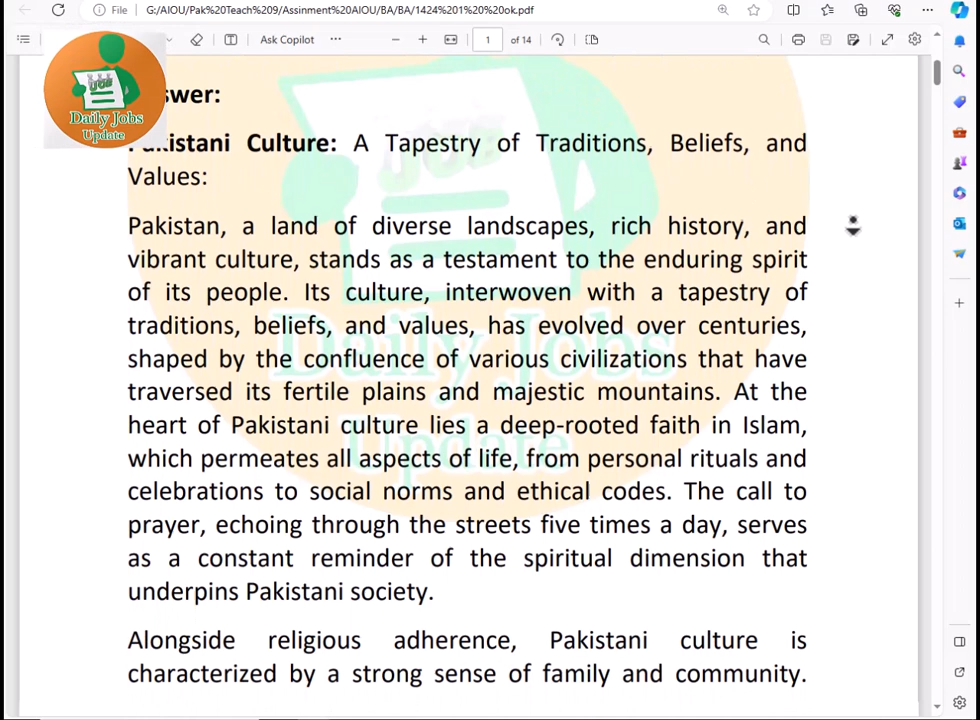 File G:/AIOU/Pak%20Teach%209/Assinment%20AIOU/BA/BA/1424%201%20%20ok.pdf
Ask Copilot 1 of 14
JOB
Daily Jobs
Update
swer:
Pakistani Culture: A Tapestry of Traditions, Beliefs, and
Values:
Pakistan, a land of diverse landscapes, rich history, and
vibrant culture, stands as a testament to the enduring spirit
of its people. Its culture, interwoven with a tapestry of
traditions, beliefs, and values, has evolved over centuries,
shaped by the confluence of various civilizations that have
traversed its fertile plains and majestic mountains. At the
heart of Pakistani culture lies a deep-rooted faith in Islam,
which permeates all aspects of life, from personal rituals and
celebrations to social norms and ethical codes. The call to
prayer, echoing through the streets five times a day, serves
as a constant reminder of the spiritual dimension that
underpins Pakistani society.
Alongside religious adherence, Pakistani culture is
characterized by a strong sense of family and community.
JOB
Daily Jobs
Update